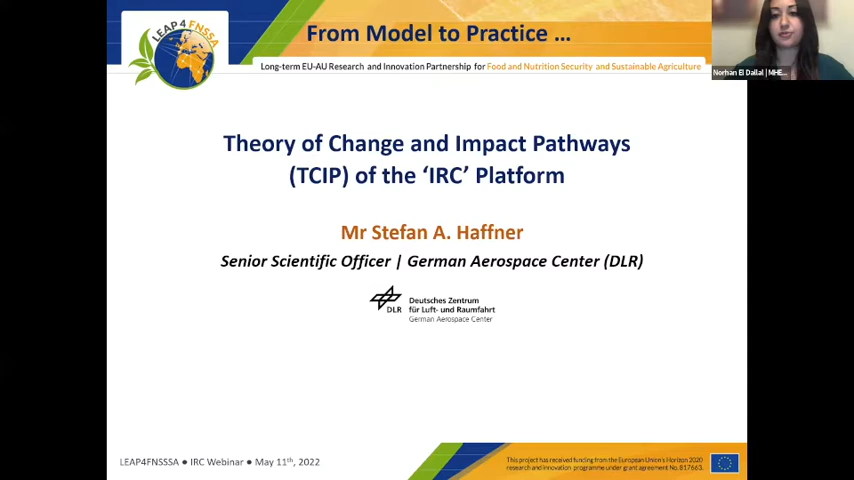 LEAP4FNSSA
From Model to Practice ...
Long-term EU-AU Research and Innovation Partnership for Food and Nutrition Security and Sustainable Agriculture
Norhan El Dallal | MHE...
Theory of Change and Impact Pathways
(TCIP) of the ‘IRC’ Platform
Mr Stefan A. Haffner
Senior Scientific Officer | German Aerospace Center (DLR)
DLR
Deutsches Zentrum
für Luft- und Raumfahrt
German Aerospace Center
LEAP4FNSSSA ● IRC Webinar ● May 11th, 2022
This project has received funding from the European Union's Horizon 2020
research and innovation programme under grant agreement No. 817663.